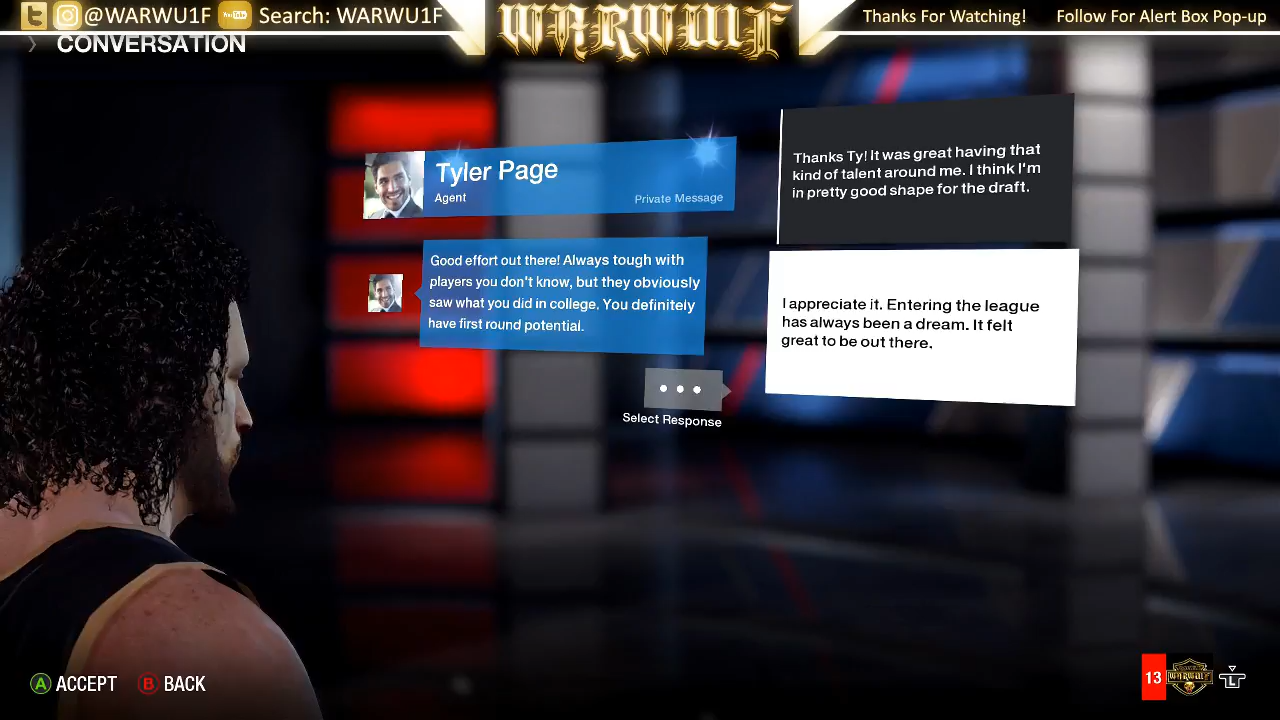 @WARWU1F
Search: WARWU1F
WARWU1F
Thanks For Watching!
Follow For Alert Box Pop-up
CONVERSATION
Tyler Page
Agent
Private Message
Good effort out there! Always tough with
players you don't know, but they obviously
saw what you did in college. You definitely
have first round potential.
Select Response
Thanks Ty! It was great having that
kind of talent around me. I think I'm
in pretty good shape for the draft.
I appreciate it. Entering the league
has always been a dream. It felt
great to be out there.
A ACCEPT
B BACK
13
WARWU1F
L